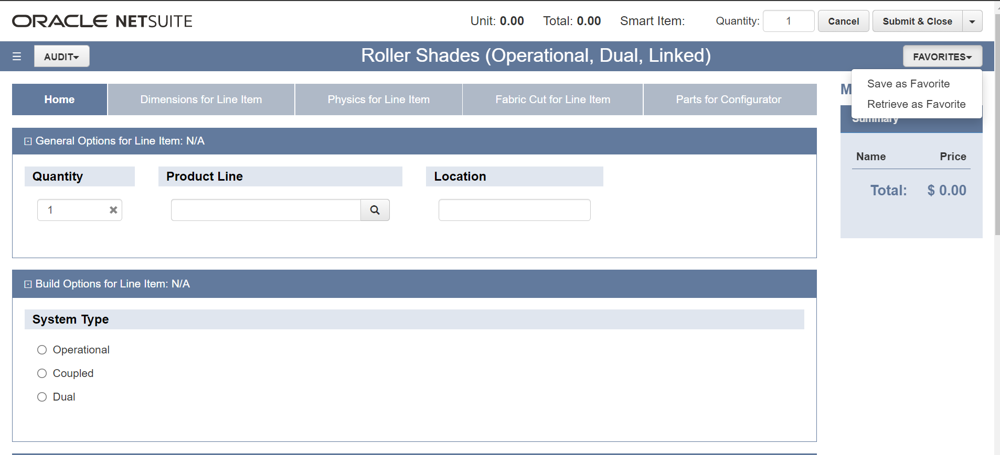 ORACLE NETSUITE
Unit: 0.00 Total: 0.00 Smart Item: Quantity: 1 Cancel Submit & Close
AUDIT Roller Shades (Operational, Dual, Linked) FAVORITES
Save as Favorite
Retrieve as Favorite
Home Dimensions for Line Item Physics for Line Item Fabric Cut for Line Item Parts for Configurator
M
Summary
General Options for Line Item: N/A
Quantity Product Line Location
1
Name Price
Total: $ 0.00
Build Options for Line Item: N/A
System Type
Operational
Coupled
Dual